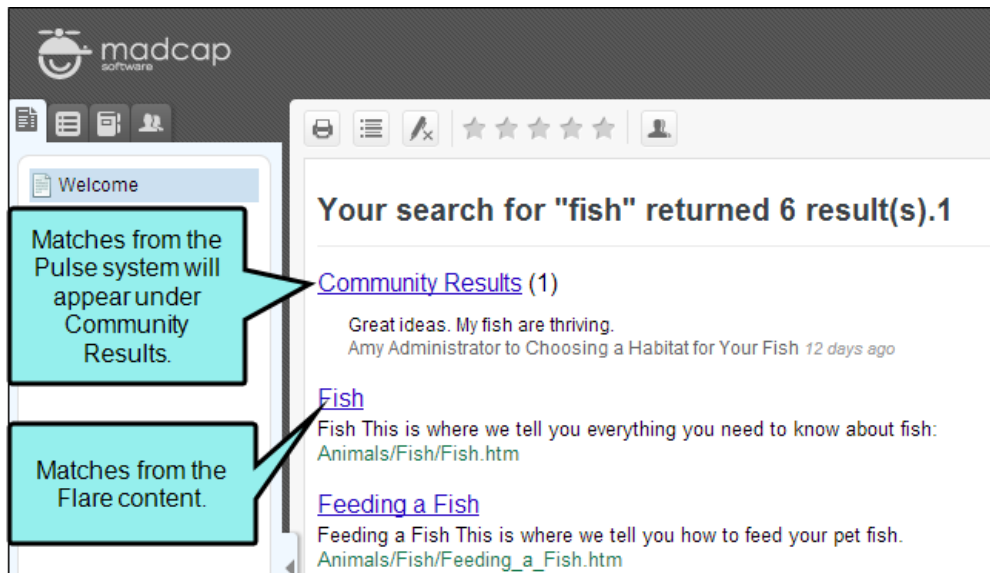 madcap
software
Welcome
Your search for "fish" returned 6 result(s).1
Matches from the
Pulse system will
appear under
Community
Results.
Community Results (1)
Great ideas. My fish are thriving.
Amy Administrator to Choosing a Habitat for Your Fish 12 days ago
Fish
Fish This is where we tell you everything you need to know about fish:
Animals/Fish/Fish.htm
Matches from the
Flare content.
Feeding a Fish
Feeding a Fish This is where we tell you how to feed your pet fish.
Animals/Fish/Feeding_a_Fish.htm